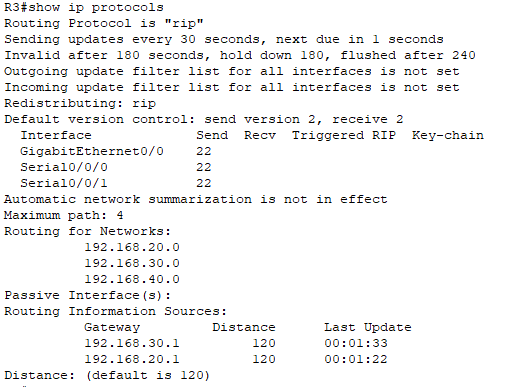 R3#show ip protocols
Routing Protocol is "rip"
Sending updates every 30 seconds, next due in 1 seconds
Invalid after 180 seconds, hold down 180, flushed after 240
Outgoing update filter list for all interfaces is not set
Incoming update filter list for all interfaces is not set
Redistributing: rip
Default version control: send version 2, receive 2
  Interface             Send  Recv  Triggered RIP  Key-chain
  GigabitEthernet0/0    22
  Serial0/0/0           22
  Serial0/0/1           22
Automatic network summarization is not in effect
Maximum path: 4
Routing for Networks:
          192.168.20.0
          192.168.30.0
          192.168.40.0
Passive Interface(s):
Routing Information Sources:
          Gateway         Distance      Last Update
          192.168.30.1         120      00:01:33
          192.168.20.1         120      00:01:22
Distance: (default is 120)